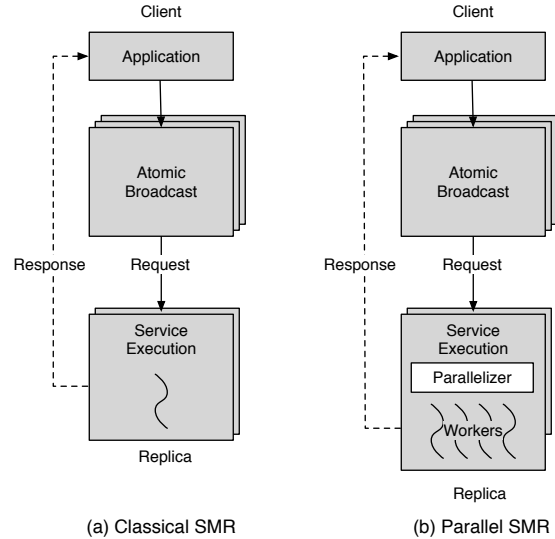 Client
Application
Atomic
Broadcast
Response
Request
Service
Execution
Replica
(a) Classical SMR
Client
Application
Atomic
Broadcast
Response
Request
Service
Execution
Parallelizer
Workers
Replica
(b) Parallel SMR